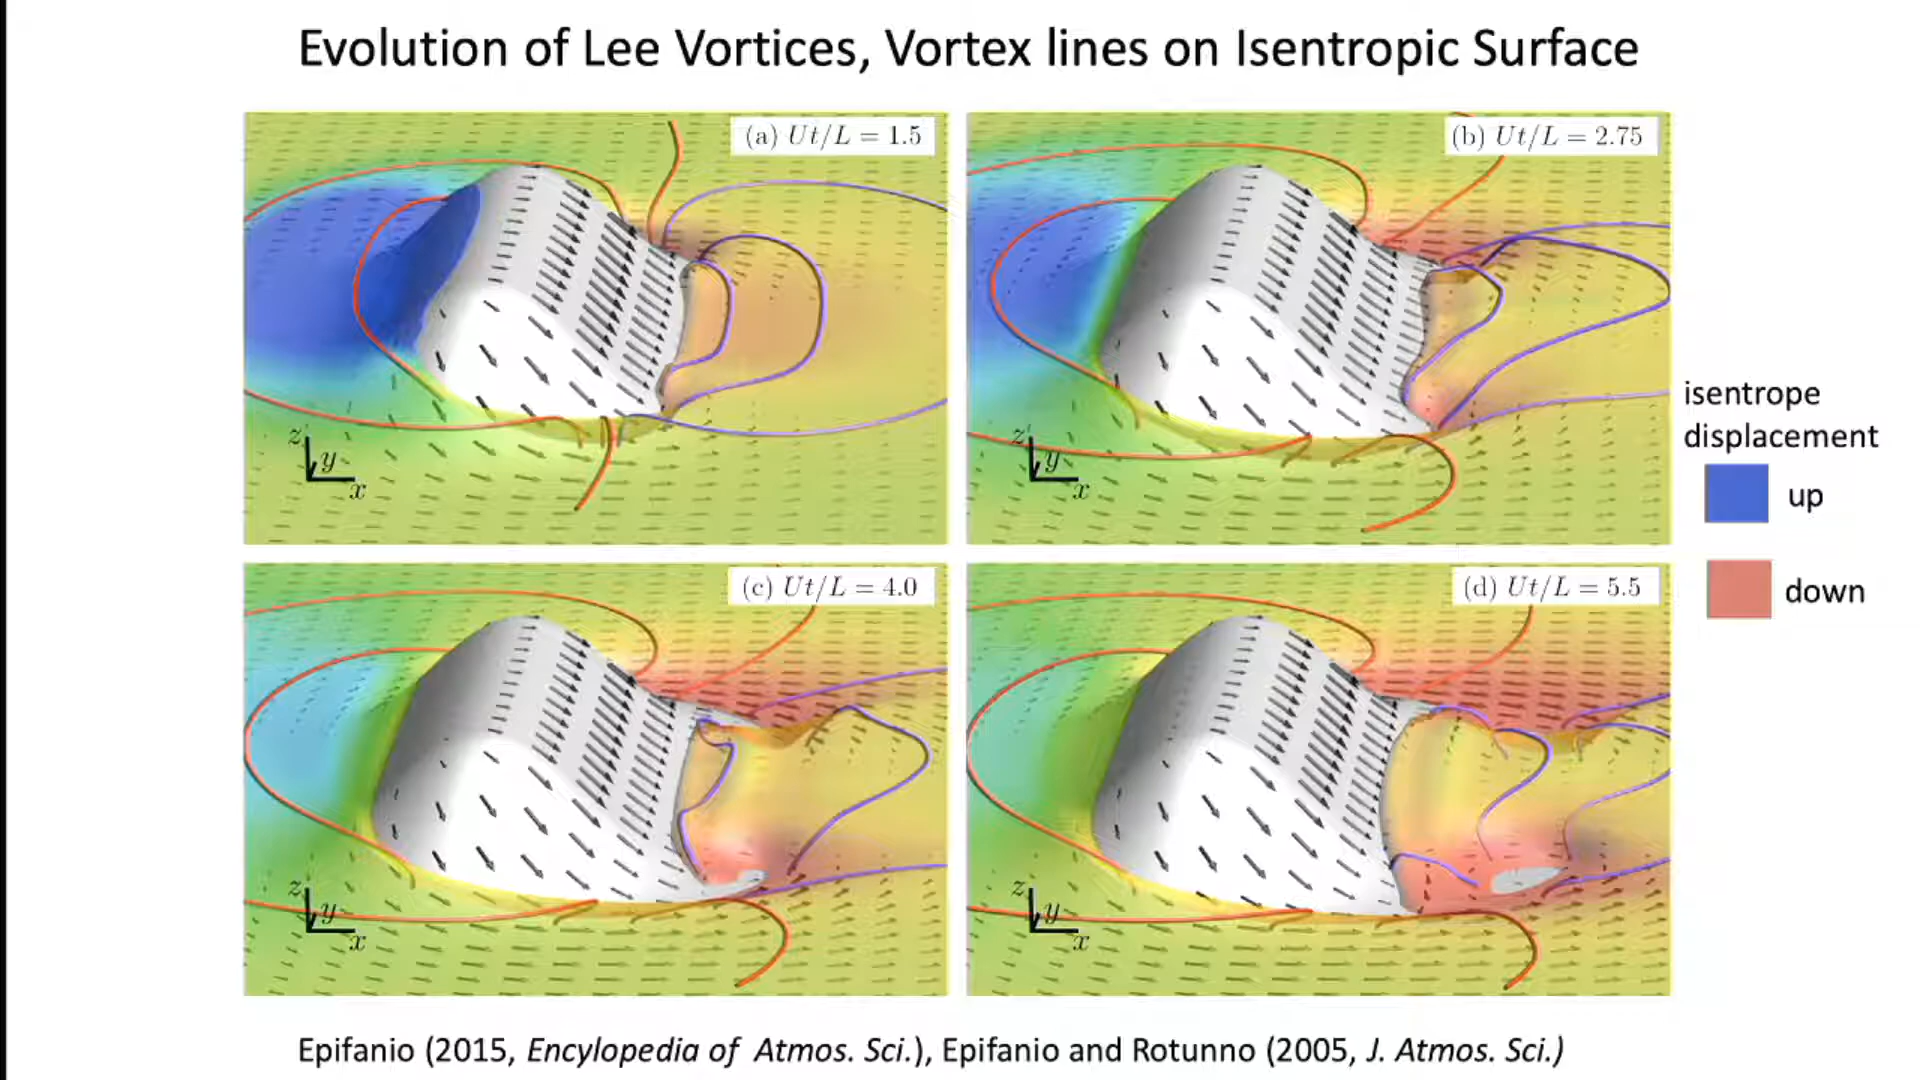 Evolution of Lee Vortices, Vortex lines on Isentropic Surface
(a) Ut/L = 1.5
(b) Ut/L = 2.75
z
y
x
z
y
x
isentrope
displacement
up
down
(c) Ut/L = 4.0
(d) Ut/L = 5.5
z
y
x
z
y
x
Epifanio (2015, Encylopedia of Atmos. Sci.), Epifanio and Rotunno (2005, J. Atmos. Sci.)